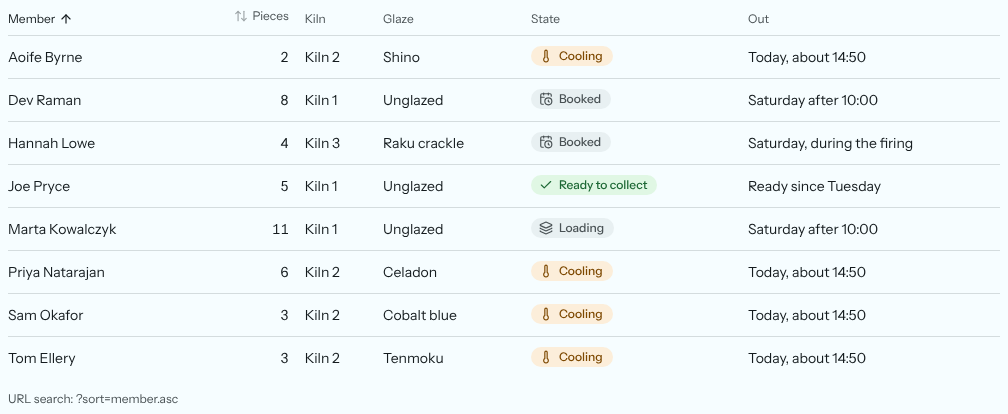 Member Pieces Kiln Glaze State Out
Aoife Byrne 2 Kiln 2 Shino Cooling Today, about 14:50
Dev Raman 8 Kiln 1 Unglazed Booked Saturday after 10:00
Hannah Lowe 4 Kiln 3 Raku crackle Booked Saturday, during the firing
Joe Pryce 5 Kiln 1 Unglazed Ready to collect Ready since Tuesday
Marta Kowalczyk 11 Kiln 1 Unglazed Loading Saturday after 10:00
Priya Natarajan 6 Kiln 2 Celadon Cooling Today, about 14:50
Sam Okafor 3 Kiln 2 Cobalt blue Cooling Today, about 14:50
Tom Ellery 3 Kiln 2 Tenmoku Cooling Today, about 14:50
URL search: ?sort=member.asc